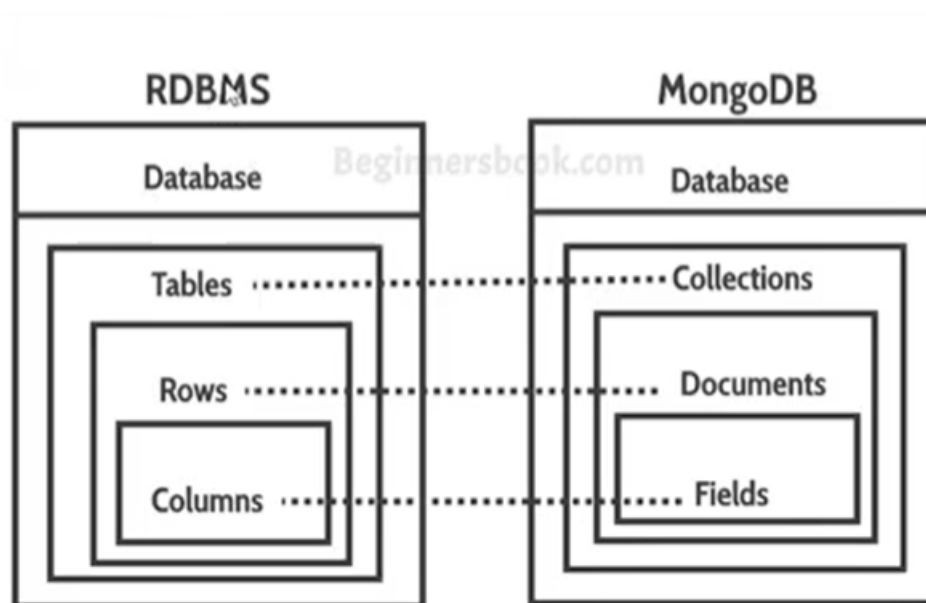 RDBMS
MongoDB
Beginnersbook.com
Database
Database
Tables
Collections
Rows
Documents
Columns
Fields